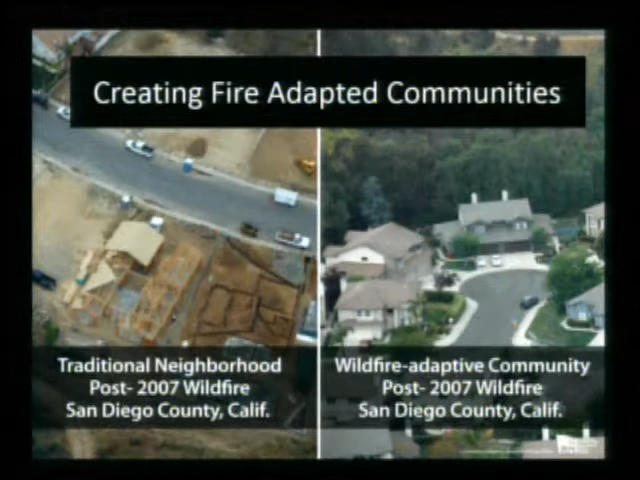 Creating Fire Adapted Communities
Traditional Neighborhood
Post- 2007 Wildfire
San Diego County, Calif.
Wildfire-adaptive Community
Post- 2007 Wildfire
San Diego County, Calif.